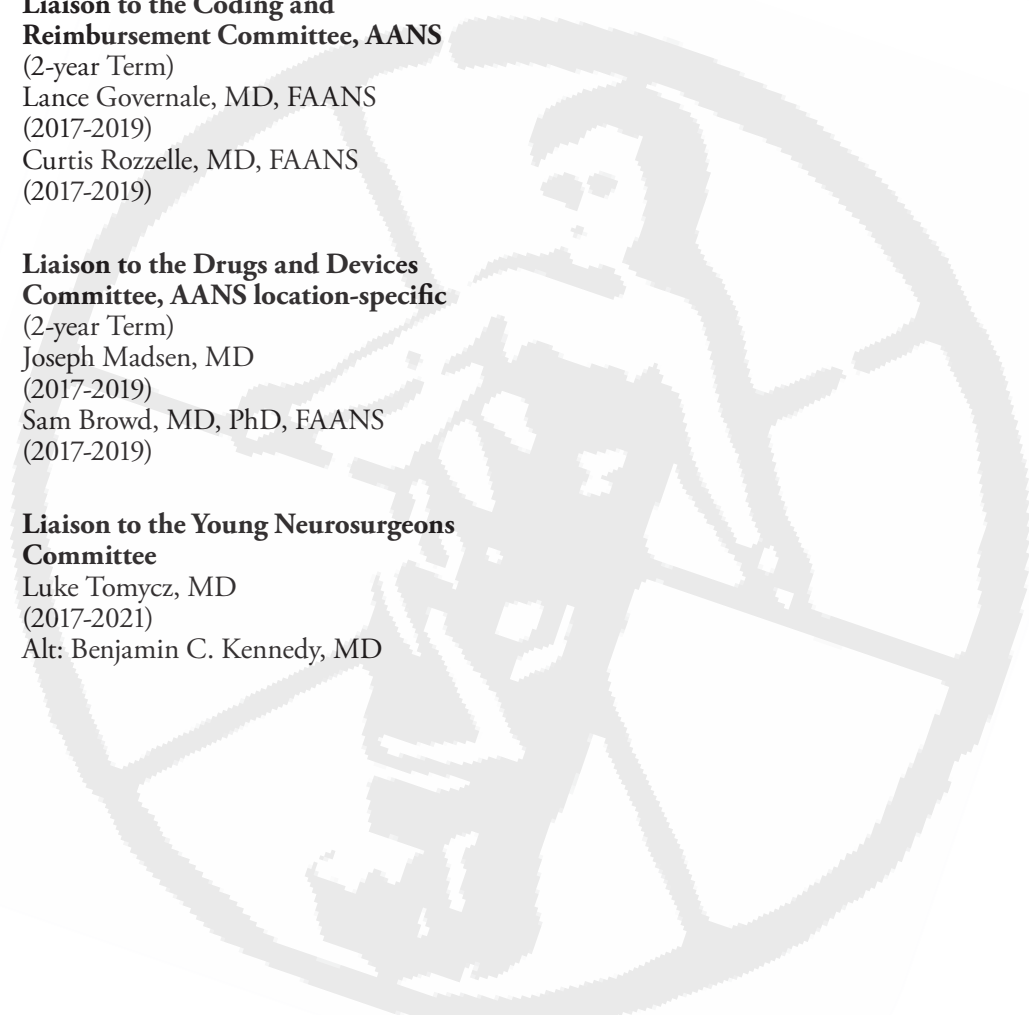 Liaison to the Coding and
Reimbursement Committee, AANS
(2-year Term)
Lance Governale, MD, FAANS
(2017-2019)
Curtis Rozzelle, MD, FAANS
(2017-2019)
Liaison to the Drugs and Devices
Committee, AANS location-specific
(2-year Term)
Joseph Madsen, MD
(2017-2019)
Sam Browd, MD, PhD, FAANS
(2017-2019)
Liaison to the Young Neurosurgeons
Committee
Luke Tomycz, MD
(2017-2021)
Alt: Benjamin C. Kennedy, MD